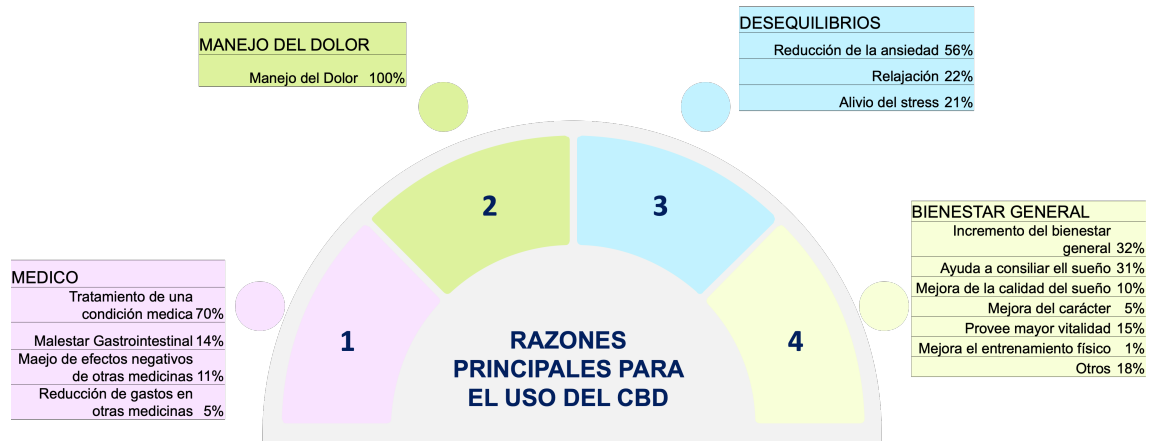 MANEJO DEL DOLOR
Manejo del Dolor 100%
DESEQUILIBRIOS
Reducción de la ansiedad 56%
Relajación 22%
Alivio del stress 21%
2
3
BIENESTAR GENERAL
Incremento del bienestar
general 32%
Ayuda a consiliar ell sueño 31%
Mejora de la calidad del sueño 10%
Mejora del carácter 5%
Provee mayor vitalidad 15%
Mejora el entrenamiento físico 1%
Otros 18%
MEDICO
Tratamiento de una
condición medica 70%
Malestar Gastrointestinal 14%
Maejo de efectos negativos
de otras medicinas 11%
Reducción de gastos en
otras medicinas 5%
1
4
RAZONES
PRINCIPALES PARA
EL USO DEL CBD